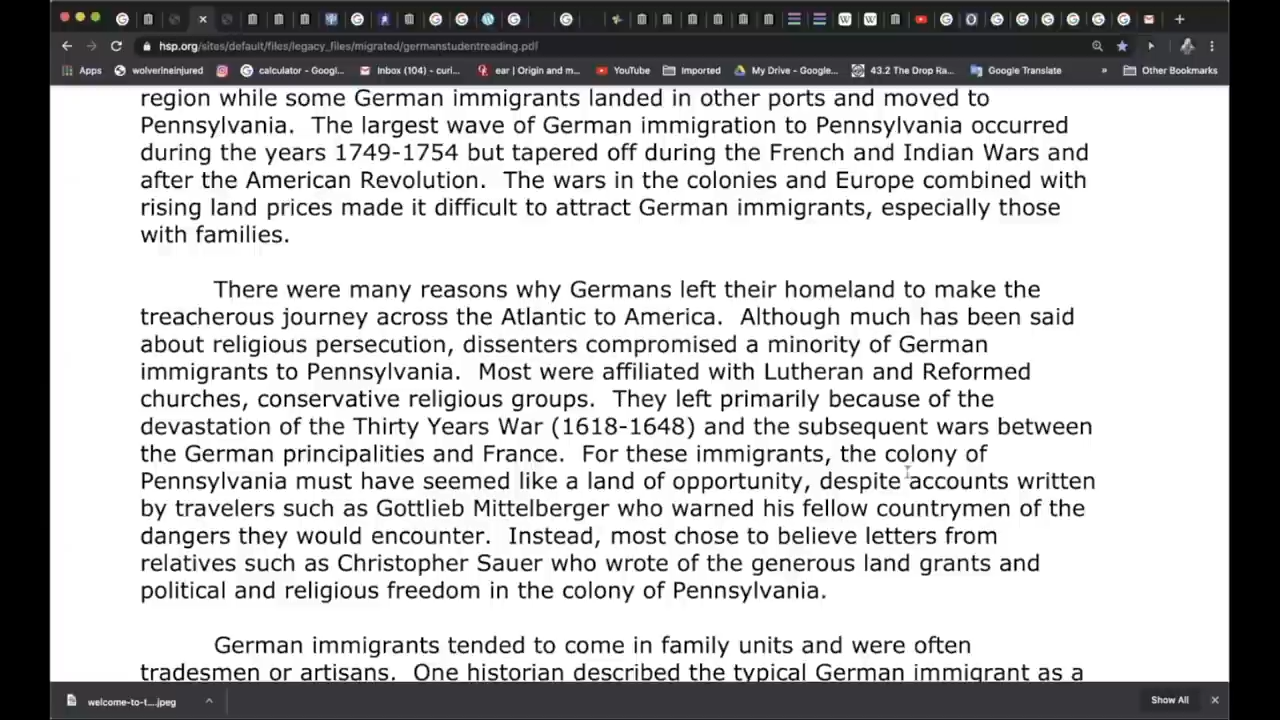 hsp.org/sites/default/files/legacy_files/migrated/germanstudentreading.pdf
Apps wolverineinjured calculator - Googl... Inbox (104) - curi... ear | Origin and m... YouTube Imported My Drive - Google... 43.2 The Drop Ra... Google Translate » Other Bookmarks
region while some German immigrants landed in other ports and moved to
Pennsylvania. The largest wave of German immigration to Pennsylvania occurred
during the years 1749-1754 but tapered off during the French and Indian Wars and
after the American Revolution. The wars in the colonies and Europe combined with
rising land prices made it difficult to attract German immigrants, especially those
with families.
There were many reasons why Germans left their homeland to make the
treacherous journey across the Atlantic to America. Although much has been said
about religious persecution, dissenters compromised a minority of German
immigrants to Pennsylvania. Most were affiliated with Lutheran and Reformed
churches, conservative religious groups. They left primarily because of the
devastation of the Thirty Years War (1618-1648) and the subsequent wars between
the German principalities and France. For these immigrants, the colony of
Pennsylvania must have seemed like a land of opportunity, despite accounts written
by travelers such as Gottlieb Mittelberger who warned his fellow countrymen of the
dangers they would encounter. Instead, most chose to believe letters from
relatives such as Christopher Sauer who wrote of the generous land grants and
political and religious freedom in the colony of Pennsylvania.
German immigrants tended to come in family units and were often
tradesmen or artisans. One historian described the typical German immigrant as a
welcome-to-t....jpeg Show All